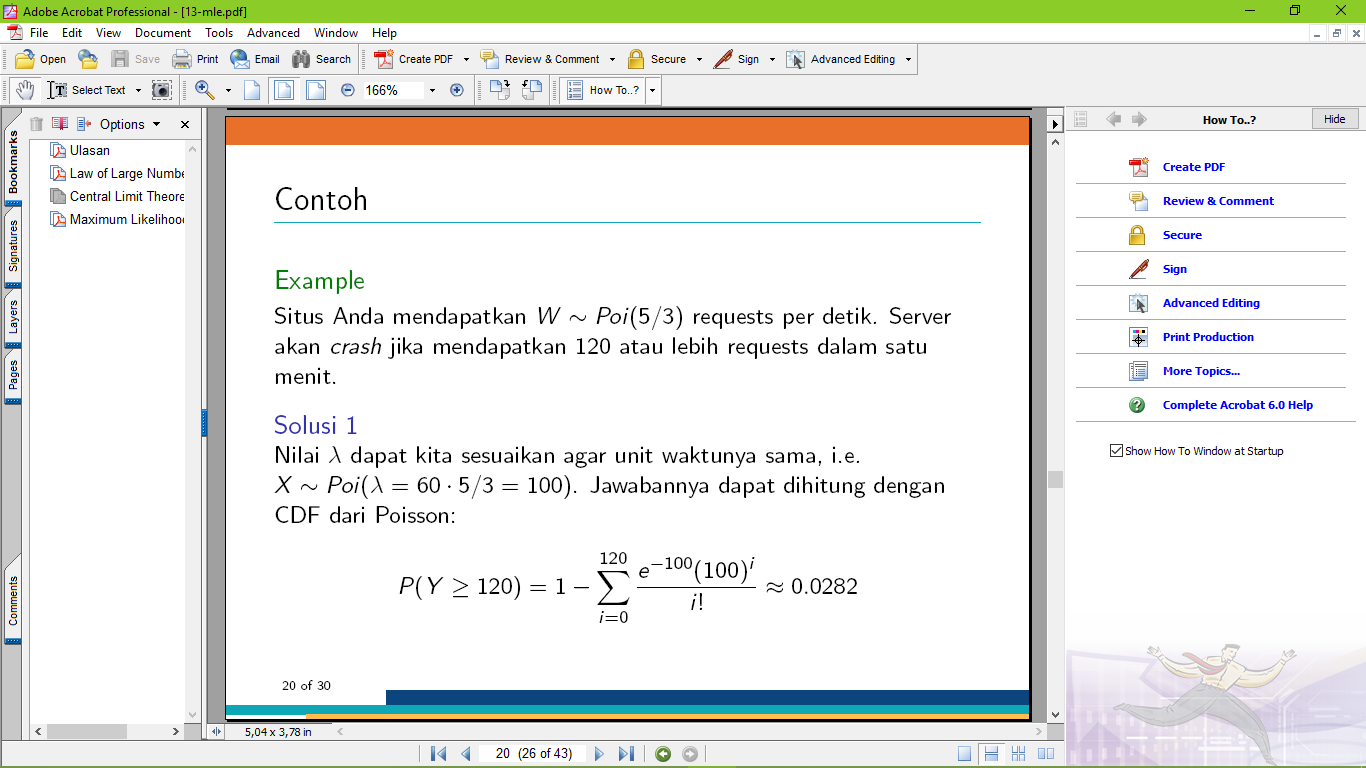 Adobe Acrobat Professional - [13-mle.pdf]
File Edit View Document Tools Advanced Window Help
Open Save Print Email Search Create PDF Review & Comment Secure Sign Advanced Editing
Select Text 166% How To..?
Bookmarks
Signatures
Layers
Pages
Comments
Options
Ulasan
Law of Large Numbe
Central Limit Theore
Maximum Likelihood
Contoh
Example
Situs Anda mendapatkan W ∼ Poi(5/3) requests per detik. Server
akan crash jika mendapatkan 120 atau lebih requests dalam satu
menit.
Solusi 1
Nilai λ dapat kita sesuaikan agar unit waktunya sama, i.e.
X ∼ Poi(λ = 60 · 5/3 = 100). Jawabannya dapat dihitung dengan
CDF dari Poisson:
P(Y ≥ 120) = 1 − ∑_{i=0}^{120} e^{−100}(100)^i / i! ≈ 0.0282
20 of 30
5,04 x 3,78 in
20 (26 of 43)
How To..? Hide
Create PDF
Review & Comment
Secure
Sign
Advanced Editing
Print Production
More Topics...
Complete Acrobat 6.0 Help
Show How To Window at Startup